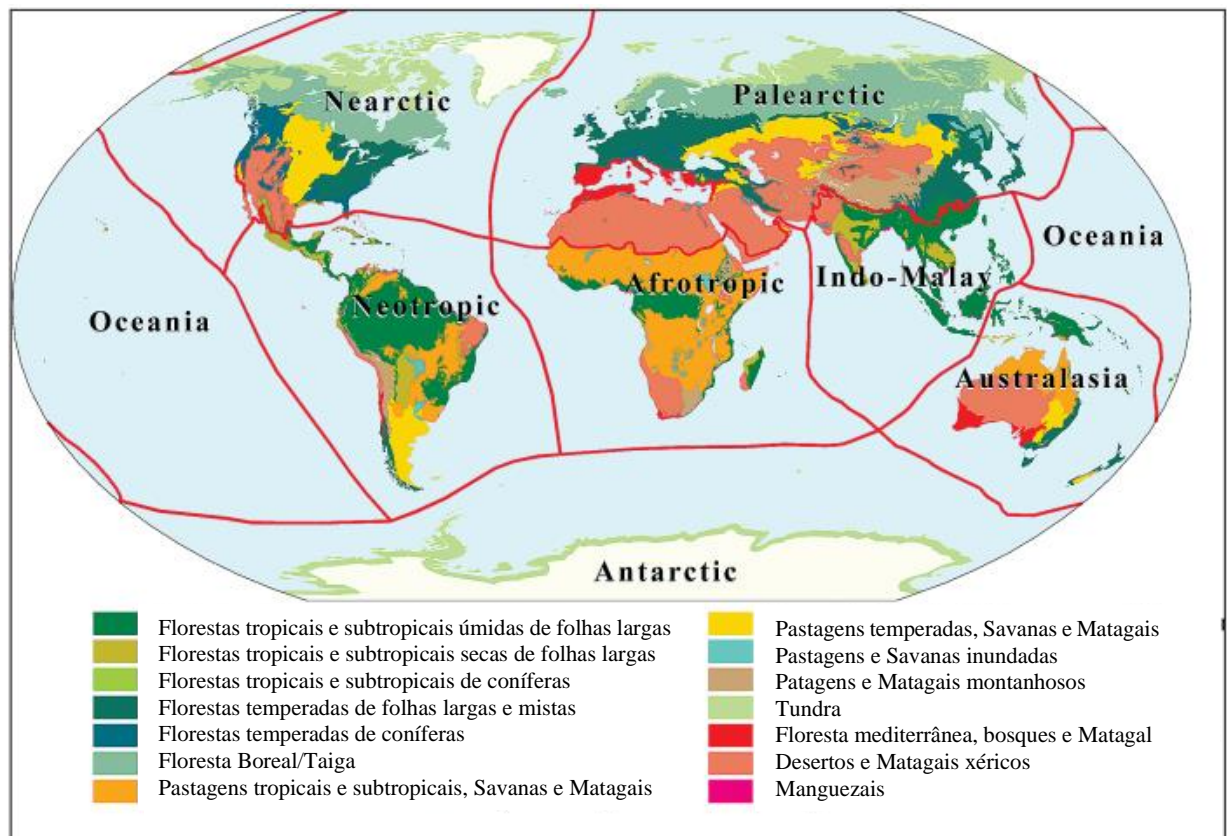 Nearctic
Palearctic
Oceania
Oceania
Neotropic
Afrotropic
Indo-Malay
Australasia
Antarctic
Florestas tropicais e subtropicais úmidas de folhas largas
Florestas tropicais e subtropicais secas de folhas largas
Florestas tropicais e subtropicais de coníferas
Florestas temperadas de folhas largas e mistas
Florestas temperadas de coníferas
Floresta Boreal/Taiga
Pastagens tropicais e subtropicais, Savanas e Matagais
Pastagens temperadas, Savanas e Matagais
Pastagens e Savanas inundadas
Patagens e Matagais montanhosos
Tundra
Floresta mediterrânea, bosques e Matagal
Desertos e Matagais xéricos
Manguezais